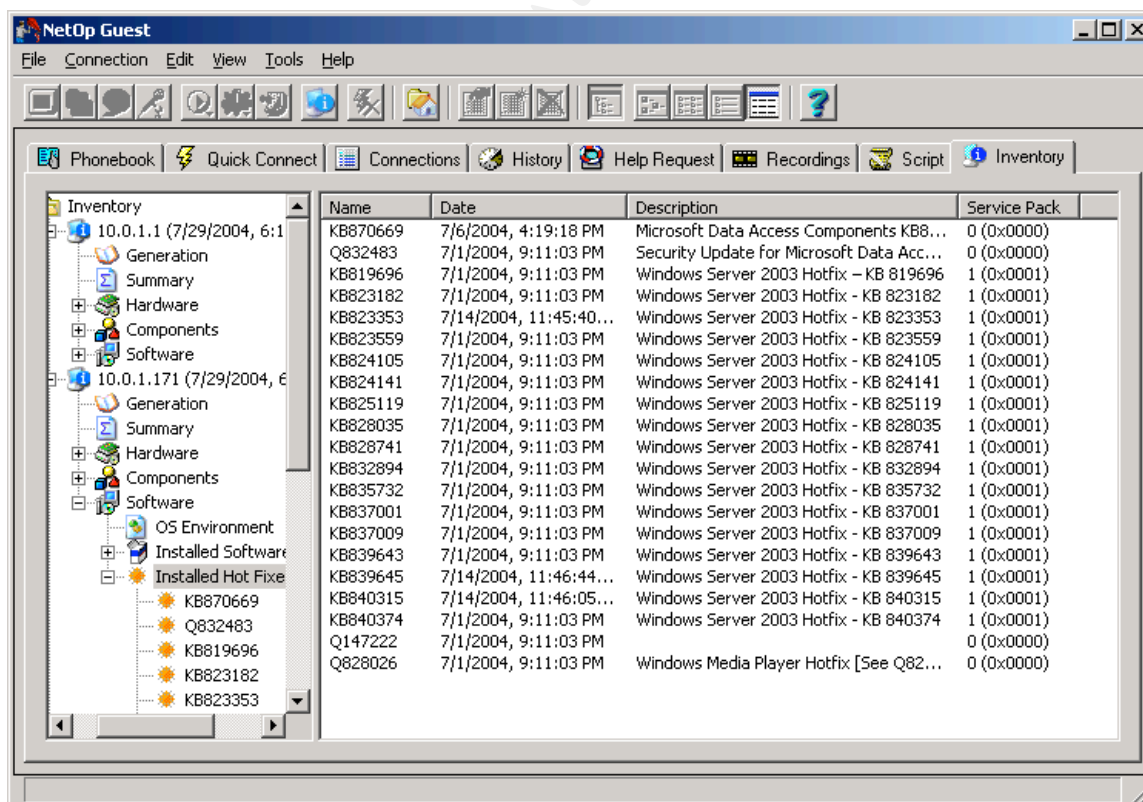 NetOp Guest
File Connection Edit View Tools Help
Phonebook Quick Connect Connections History Help Request Recordings Script Inventory
Inventory
10.0.1.1 (7/29/2004, 6:1
Generation
Summary
Hardware
Components
Software
10.0.1.171 (7/29/2004, 6
Generation
Summary
Hardware
Components
Software
OS Environment
Installed Software
Installed Hot Fixe
KB870669
Q832483
KB819696
KB823182
KB823353
Name Date Description Service Pack
KB870669 7/6/2004, 4:19:18 PM Microsoft Data Access Components KB8... 0 (0x0000)
Q832483 7/1/2004, 9:11:03 PM Security Update for Microsoft Data Acc... 0 (0x0000)
KB819696 7/1/2004, 9:11:03 PM Windows Server 2003 Hotfix – KB 819696 1 (0x0001)
KB823182 7/1/2004, 9:11:03 PM Windows Server 2003 Hotfix - KB 823182 1 (0x0001)
KB823353 7/14/2004, 11:45:40... Windows Server 2003 Hotfix - KB 823353 1 (0x0001)
KB823559 7/1/2004, 9:11:03 PM Windows Server 2003 Hotfix - KB 823559 1 (0x0001)
KB824105 7/1/2004, 9:11:03 PM Windows Server 2003 Hotfix - KB 824105 1 (0x0001)
KB824141 7/1/2004, 9:11:03 PM Windows Server 2003 Hotfix - KB 824141 1 (0x0001)
KB825119 7/1/2004, 9:11:03 PM Windows Server 2003 Hotfix - KB 825119 1 (0x0001)
KB828035 7/1/2004, 9:11:03 PM Windows Server 2003 Hotfix - KB 828035 1 (0x0001)
KB828741 7/1/2004, 9:11:03 PM Windows Server 2003 Hotfix - KB 828741 1 (0x0001)
KB832894 7/1/2004, 9:11:03 PM Windows Server 2003 Hotfix - KB 832894 1 (0x0001)
KB835732 7/1/2004, 9:11:03 PM Windows Server 2003 Hotfix - KB 835732 1 (0x0001)
KB837001 7/1/2004, 9:11:03 PM Windows Server 2003 Hotfix - KB 837001 1 (0x0001)
KB837009 7/1/2004, 9:11:03 PM Windows Server 2003 Hotfix - KB 837009 1 (0x0001)
KB839643 7/1/2004, 9:11:03 PM Windows Server 2003 Hotfix - KB 839643 1 (0x0001)
KB839645 7/14/2004, 11:46:44... Windows Server 2003 Hotfix - KB 839645 1 (0x0001)
KB840315 7/14/2004, 11:46:05... Windows Server 2003 Hotfix - KB 840315 1 (0x0001)
KB840374 7/1/2004, 9:11:03 PM Windows Server 2003 Hotfix - KB 840374 1 (0x0001)
Q147222 7/1/2004, 9:11:03 PM 0 (0x0000)
Q828026 7/1/2004, 9:11:03 PM Windows Media Player Hotfix [See Q82... 0 (0x0000)